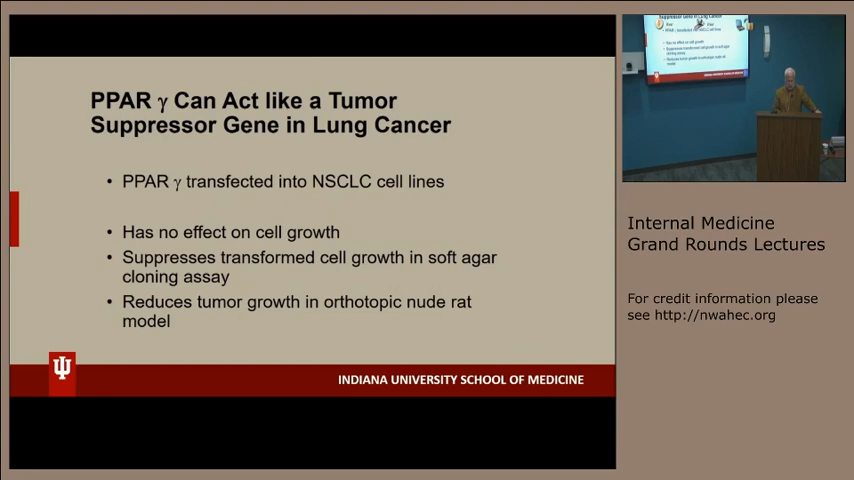 PPAR γ Can Act like a Tumor
Suppressor Gene in Lung Cancer
• PPAR γ transfected into NSCLC cell lines
• Has no effect on cell growth
• Suppresses transformed cell growth in soft agar
cloning assay
• Reduces tumor growth in orthotopic nude rat
model
INDIANA UNIVERSITY SCHOOL OF MEDICINE
Internal Medicine
Grand Rounds Lectures
For credit information please
see http://nwahec.org